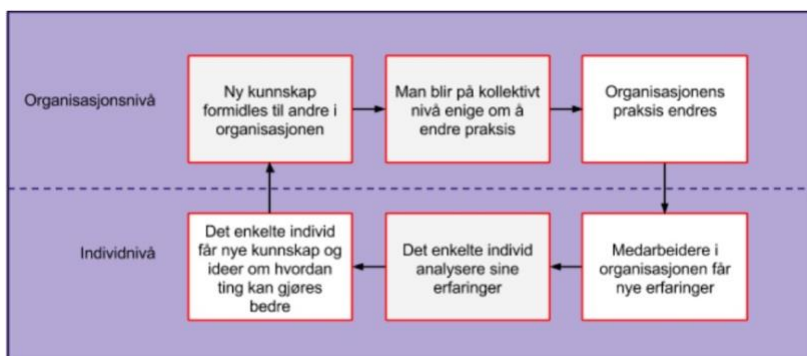 Organisasjonsnivå
Ny kunnskap
formidles til andre i
organisasjonen
Man blir på kollektivt
nivå enige om å
endre praksis
Organisasjonens
praksis endres
Individnivå
Det enkelte individ
får nye kunnskap og
ideer om hvordan
ting kan gjøres
bedre
Det enkelte individ
analysere sine
erfaringer
Medarbeidere i
organisasjonen får
nye erfaringer